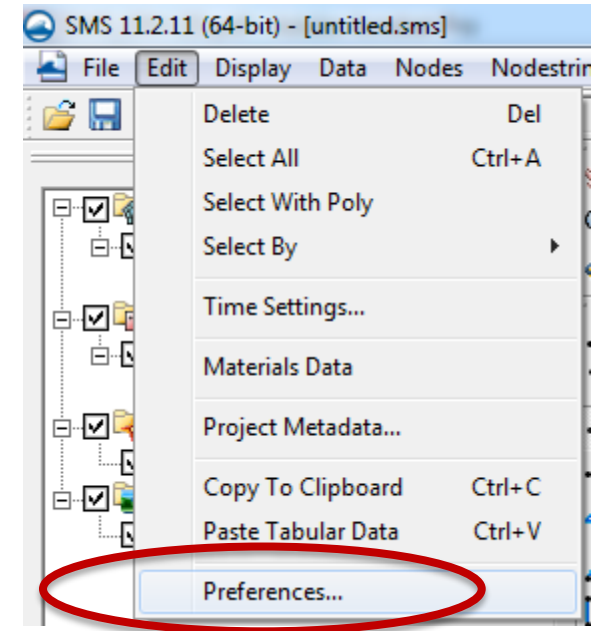 SMS 11.2.11 (64-bit) - [untitled.sms]
File Edit Display Data Nodes Nodestrin
Delete Del
Select All Ctrl+A
Select With Poly
Select By
Time Settings...
Materials Data
Project Metadata...
Copy To Clipboard Ctrl+C
Paste Tabular Data Ctrl+V
Preferences...